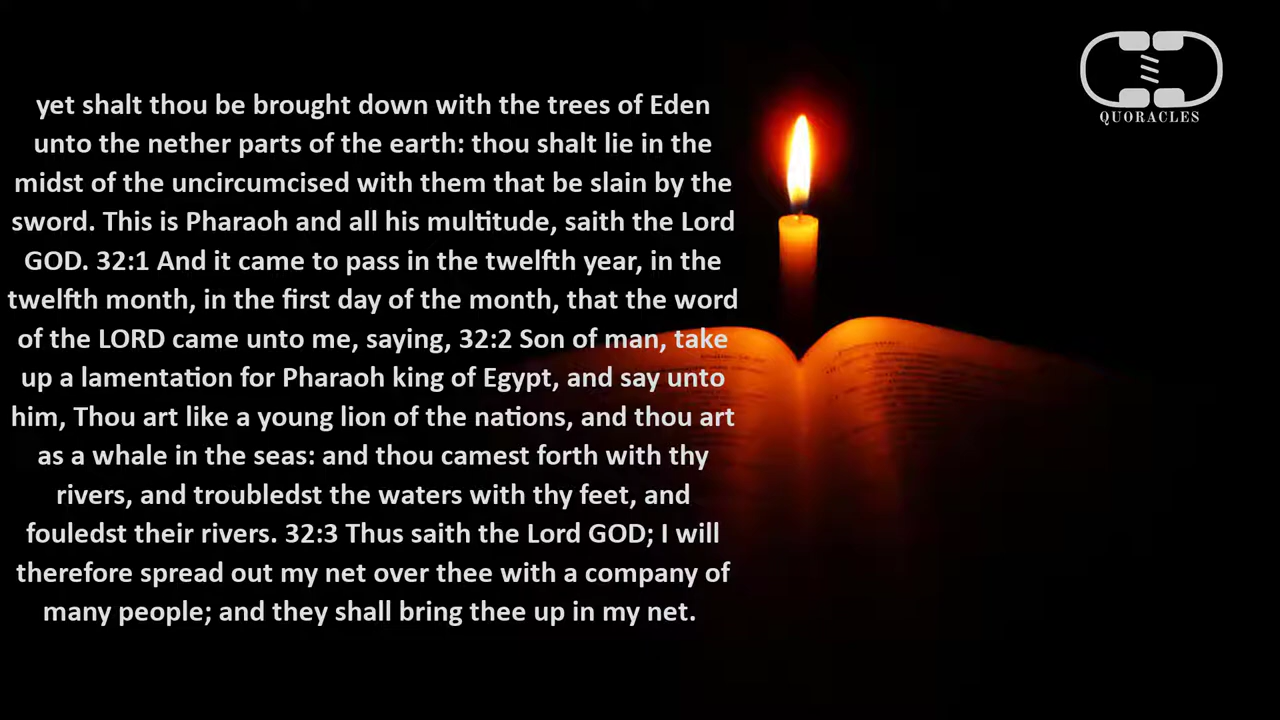 yet shalt thou be brought down with the trees of Eden
unto the nether parts of the earth: thou shalt lie in the
midst of the uncircumcised with them that be slain by the
sword. This is Pharaoh and all his multitude, saith the Lord
GOD. 32:1 And it came to pass in the twelfth year, in the
twelfth month, in the first day of the month, that the word
of the LORD came unto me, saying, 32:2 Son of man, take
up a lamentation for Pharaoh king of Egypt, and say unto
him, Thou art like a young lion of the nations, and thou art
as a whale in the seas: and thou camest forth with thy
rivers, and troubledst the waters with thy feet, and
fouledst their rivers. 32:3 Thus saith the Lord GOD; I will
therefore spread out my net over thee with a company of
many people; and they shall bring thee up in my net.
QUORACLES